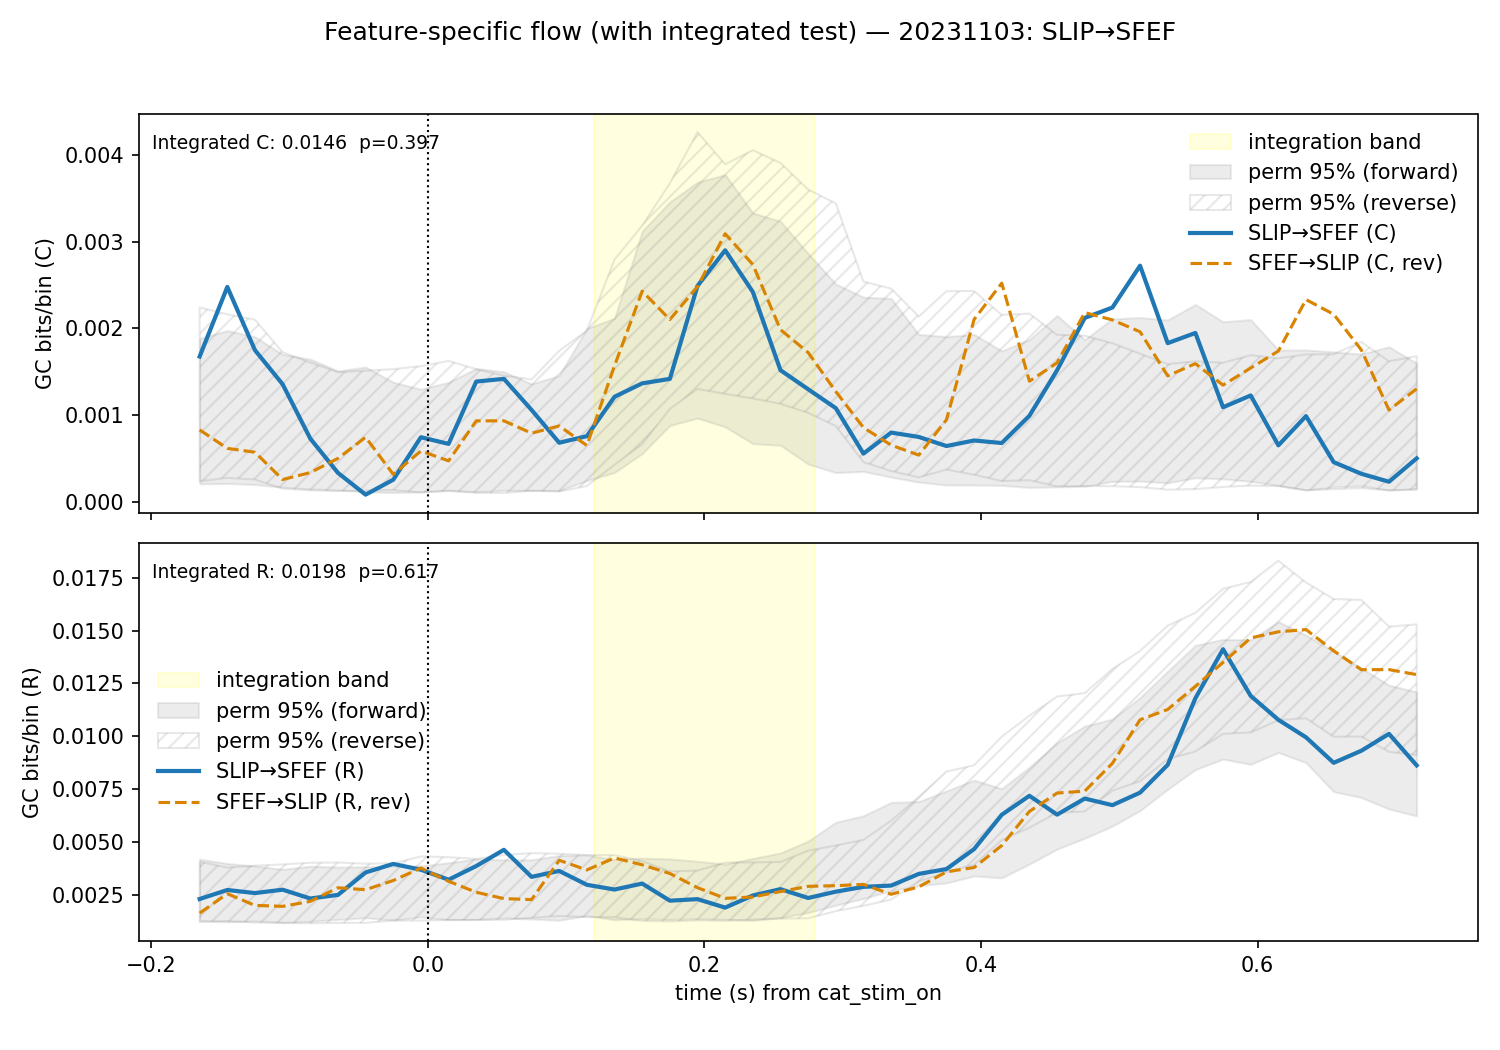 Feature-specific flow (with integrated test) — 20231103: SLIP→SFEF
Integrated C: 0.0146  p=0.397
integration band
perm 95% (forward)
perm 95% (reverse)
SLIP→SFEF (C)
SFEF→SLIP (C, rev)
GC bits/bin (C)
0.004
0.003
0.002
0.001
0.000
Integrated R: 0.0198  p=0.617
integration band
perm 95% (forward)
perm 95% (reverse)
SLIP→SFEF (R)
SFEF→SLIP (R, rev)
GC bits/bin (R)
0.0175
0.0150
0.0125
0.0100
0.0075
0.0050
0.0025
−0.2
0.0
0.2
0.4
0.6
time (s) from cat_stim_on